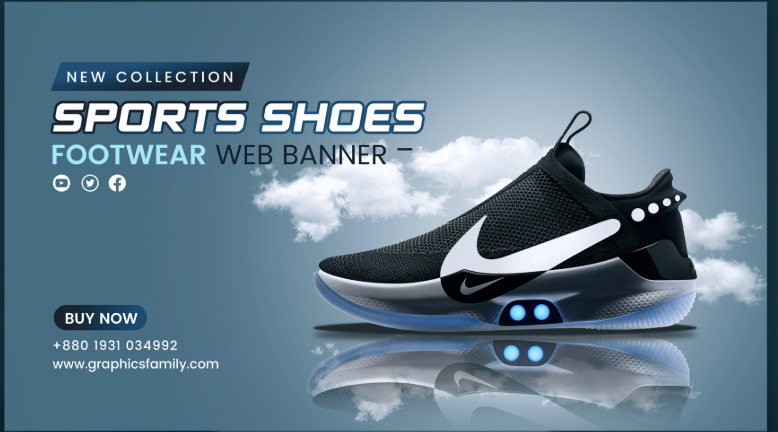 NEW COLLECTION
SPORTS SHOES
FOOTWEAR WEB BANNER –
BUY NOW
+880 1931 034992
www.graphicsfamily.com